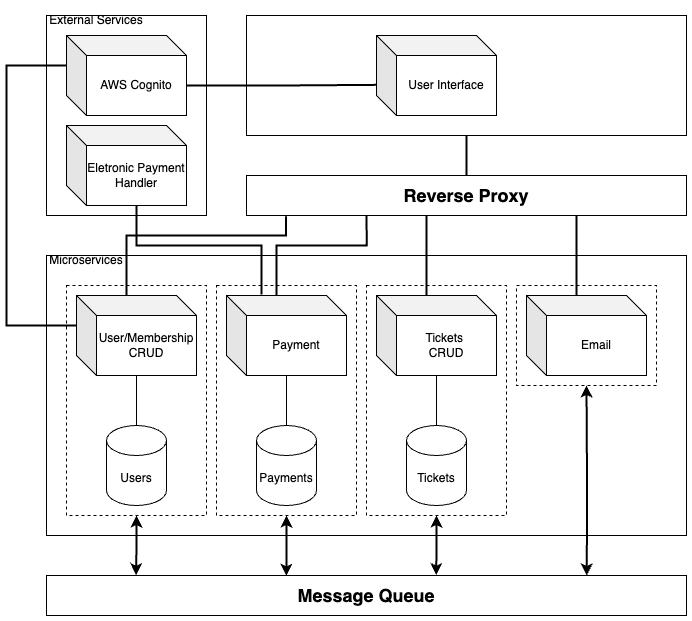 External Services
AWS Cognito
User Interface
Eletronic Payment
Handler
Reverse Proxy
Microservices
User/Membership
CRUD
Payment
Tickets
CRUD
Email
Users
Payments
Tickets
Message Queue